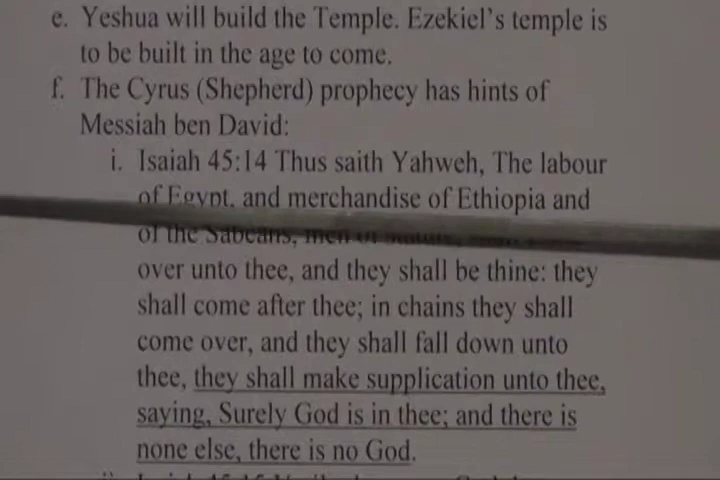 e. Yeshua will build the Temple. Ezekiel's temple is
to be built in the age to come.
f. The Cyrus (Shepherd) prophecy has hints of
Messiah ben David:
i. Isaiah 45:14 Thus saith Yahweh, The labour
of Egypt, and merchandise of Ethiopia and
of the Sabeans, men of
over unto thee, and they shall be thine: they
shall come after thee; in chains they shall
come over, and they shall fall down unto
thee, they shall make supplication unto thee,
saying, Surely God is in thee; and there is
none else, there is no God.